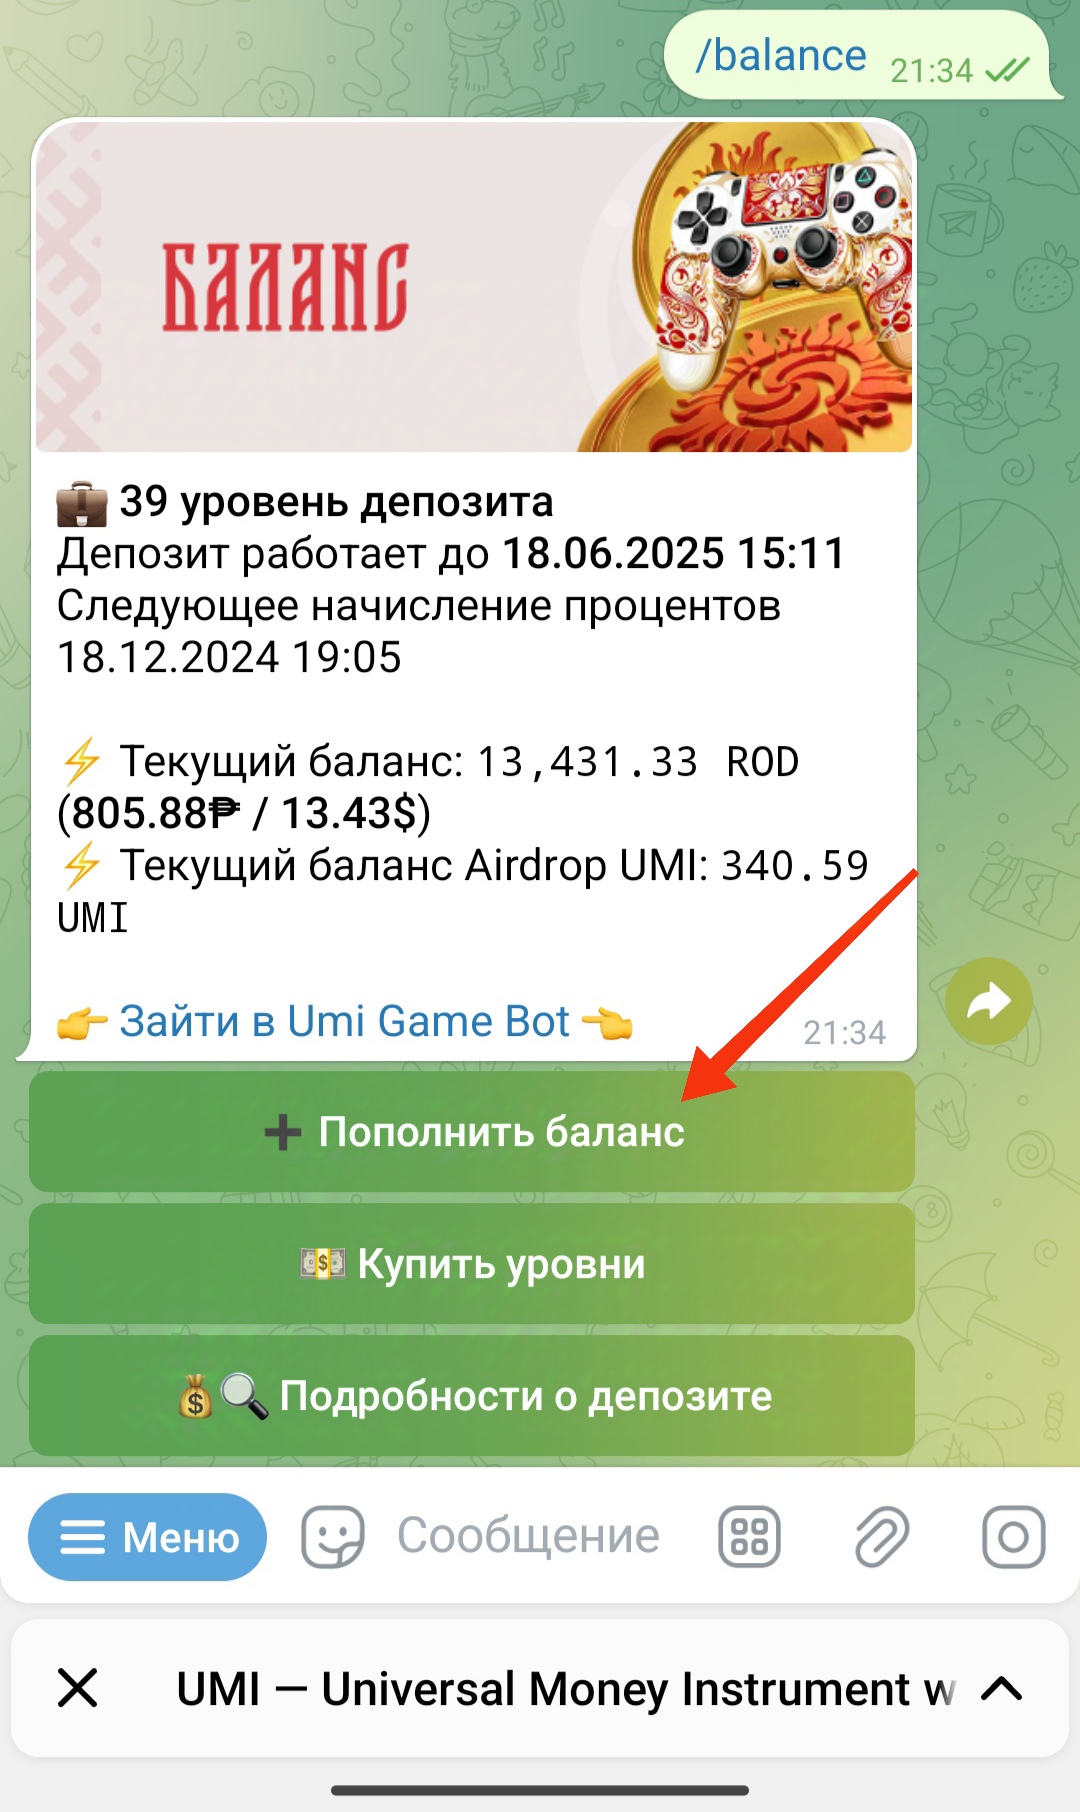 /balance 21:34
БАЛАНС
39 уровень депозита
Депозит работает до 18.06.2025 15:11
Следующее начисление процентов
18.12.2024 19:05
Текущий баланс: 13,431.33 ROD
(805.88₱ / 13.43$)
Текущий баланс Airdrop UMI: 340.59
UMI
Зайти в Umi Game Bot
21:34
Пополнить баланс
Купить уровни
Подробности о депозите
Меню
Сообщение
UMI — Universal Money Instrument w